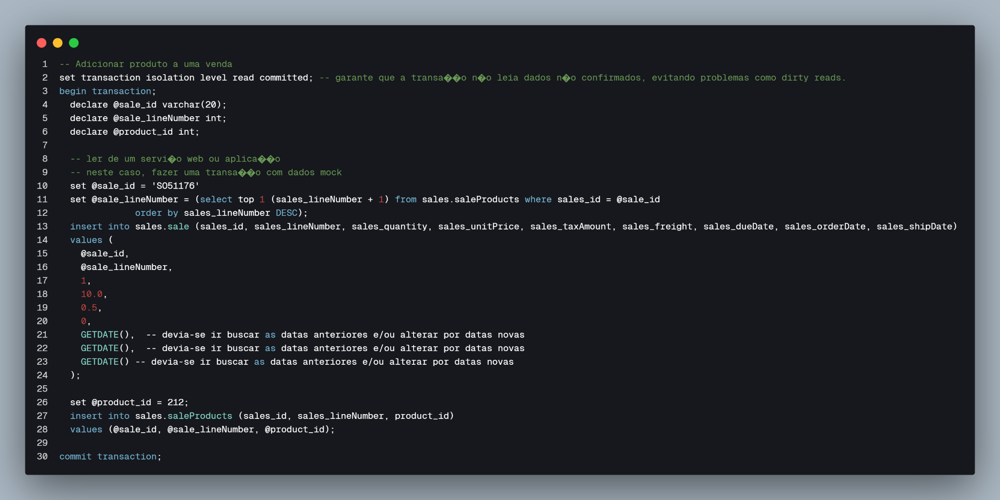 1 -- Adicionar produto a uma venda
2 set transaction isolation level read committed; -- garante que a transa��o n�o leia dados n�o confirmados, evitando problemas como dirty reads.
3 begin transaction;
4 declare @sale_id varchar(20);
5 declare @sale_lineNumber int;
6 declare @product_id int;
7
8 -- ler de um servi�o web ou aplica��o
9 -- neste caso, fazer uma transa��o com dados mock
10 set @sale_id = 'SO51176'
11 set @sale_lineNumber = (select top 1 (sales_lineNumber + 1) from sales.saleProducts where sales_id = @sale_id
12 order by sales_lineNumber DESC);
13 insert into sales.sale (sales_id, sales_lineNumber, sales_quantity, sales_unitPrice, sales_taxAmount, sales_freight, sales_dueDate, sales_orderDate, sales_shipDate)
14 values (
15 @sale_id,
16 @sale_lineNumber,
17 1,
18 10.0,
19 0.5,
20 0,
21 GETDATE(),  -- devia-se ir buscar as datas anteriores e/ou alterar por datas novas
22 GETDATE(),  -- devia-se ir buscar as datas anteriores e/ou alterar por datas novas
23 GETDATE() -- devia-se ir buscar as datas anteriores e/ou alterar por datas novas
24 );
25
26 set @product_id = 212;
27 insert into sales.saleProducts (sales_id, sales_lineNumber, product_id)
28 values (@sale_id, @sale_lineNumber, @product_id);
29
30 commit transaction;